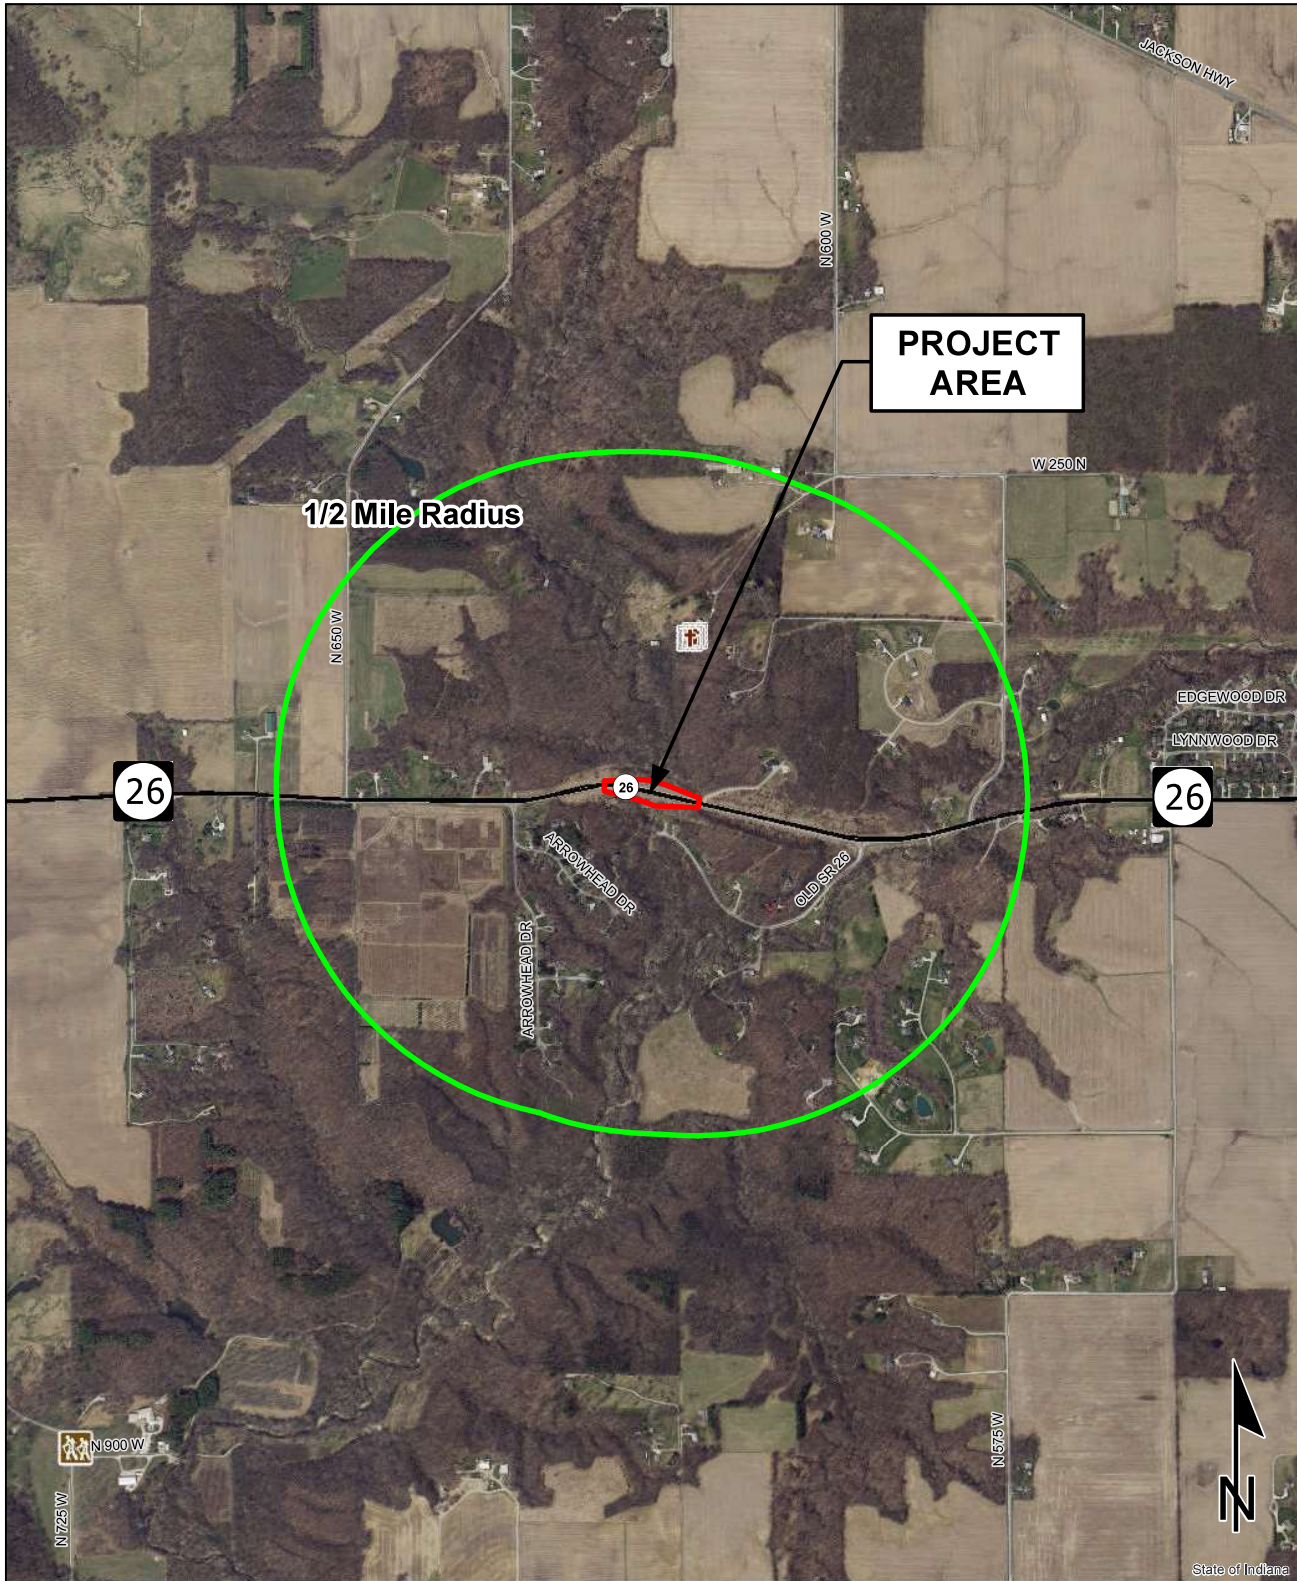 JACKSON HWY
N 600 W
PROJECT
AREA
W 250 N
1/2 Mile Radius
N 650 W
EDGEWOOD DR
LYNNWOOD DR
26
26
26
ARROWHEAD DR
OLD SR 26
ARROWHEAD DR
N 900 W
N 575 W
N 725 W
N
State of Indiana